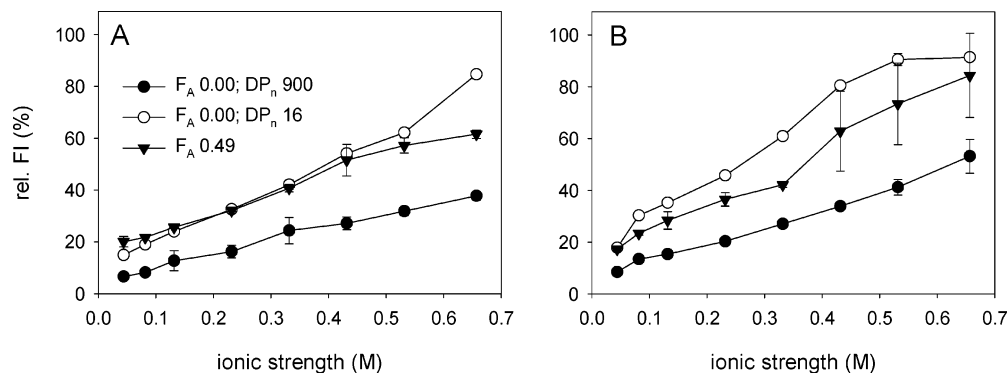 A
B
F_A 0.00; DP_n 900
F_A 0.00; DP_n 16
F_A 0.49
rel. FI (%)
100
80
60
40
20
0
0.0 0.1 0.2 0.3 0.4 0.5 0.6 0.7
ionic strength (M)
100
80
60
40
20
0
0.0 0.1 0.2 0.3 0.4 0.5 0.6 0.7
ionic strength (M)